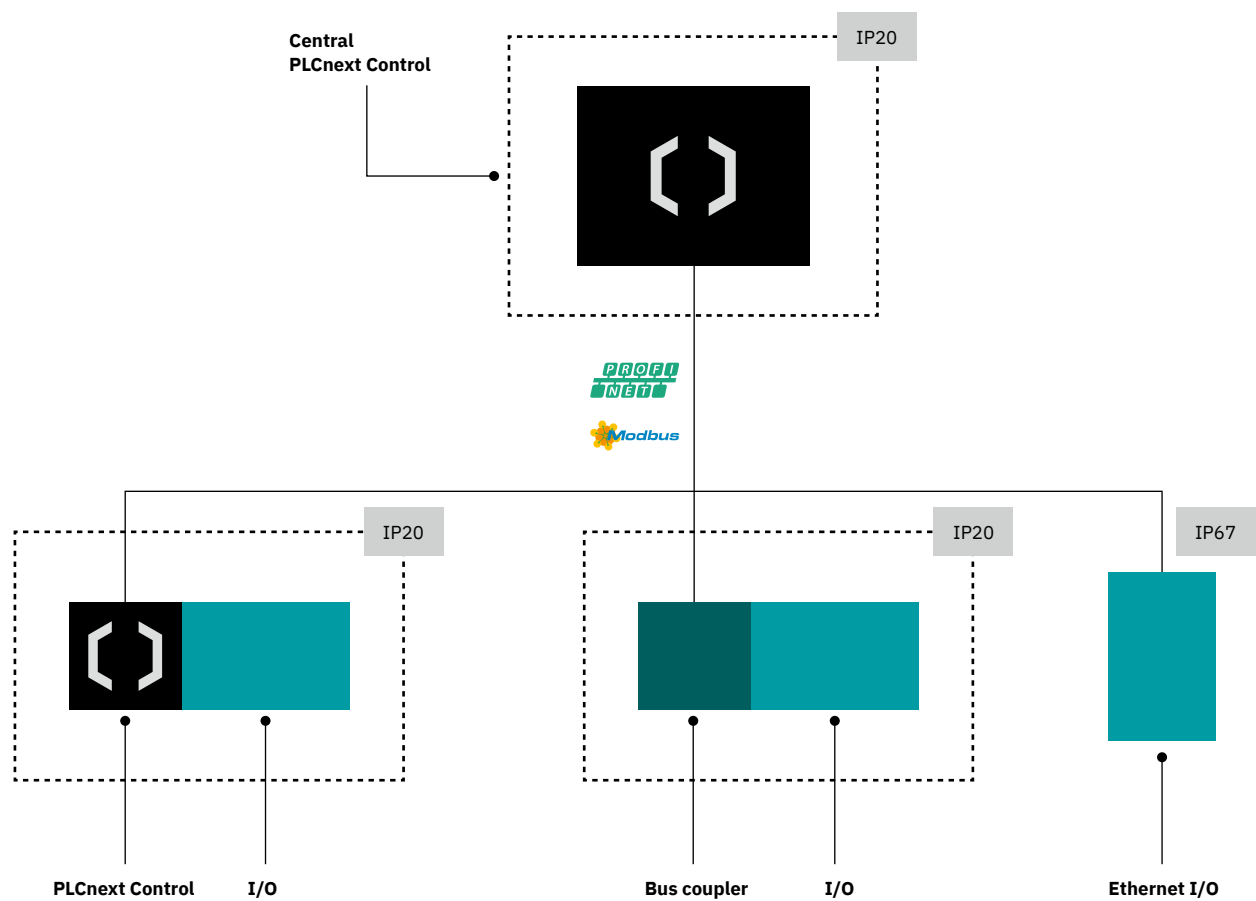 Central
PLCnext Control
IP20
PROFI
NET
Modbus
IP20
IP20
IP67
PLCnext Control
I/O
Bus coupler
I/O
Ethernet I/O